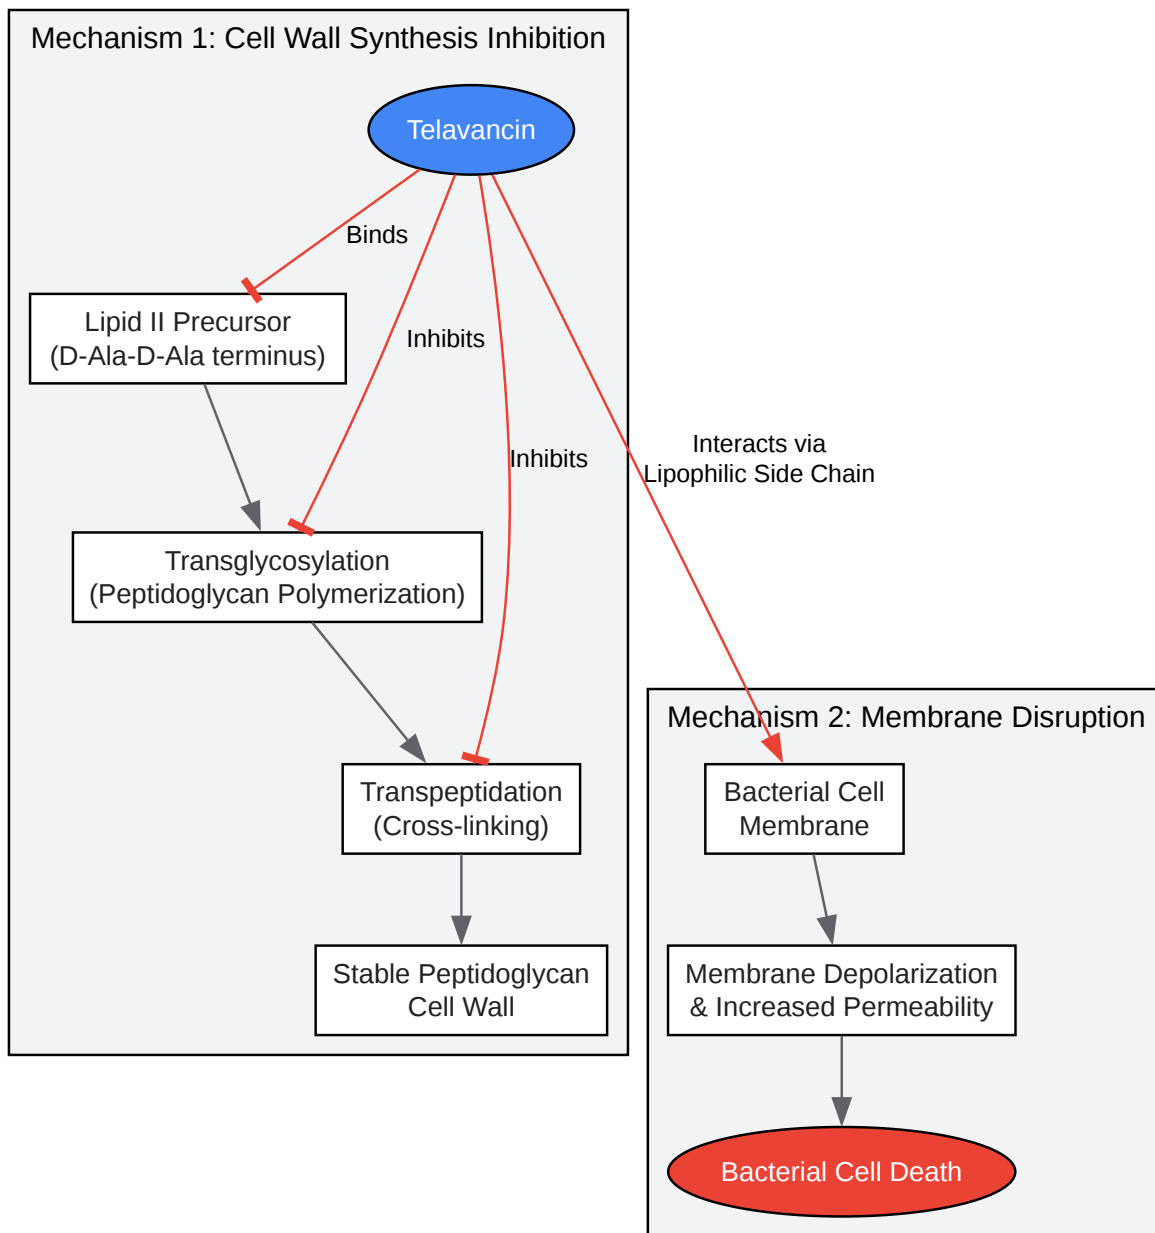 Mechanism 1: Cell Wall Synthesis Inhibition
Telavancin
Binds
Lipid II Precursor
(D-Ala-D-Ala terminus)
Inhibits
Inhibits
Interacts via
Lipophilic Side Chain
Transglycosylation
(Peptidoglycan Polymerization)
Mechanism 2: Membrane Disruption
Transpeptidation
(Cross-linking)
Bacterial Cell
Membrane
Stable Peptidoglycan
Cell Wall
Membrane Depolarization
& Increased Permeability
Bacterial Cell Death